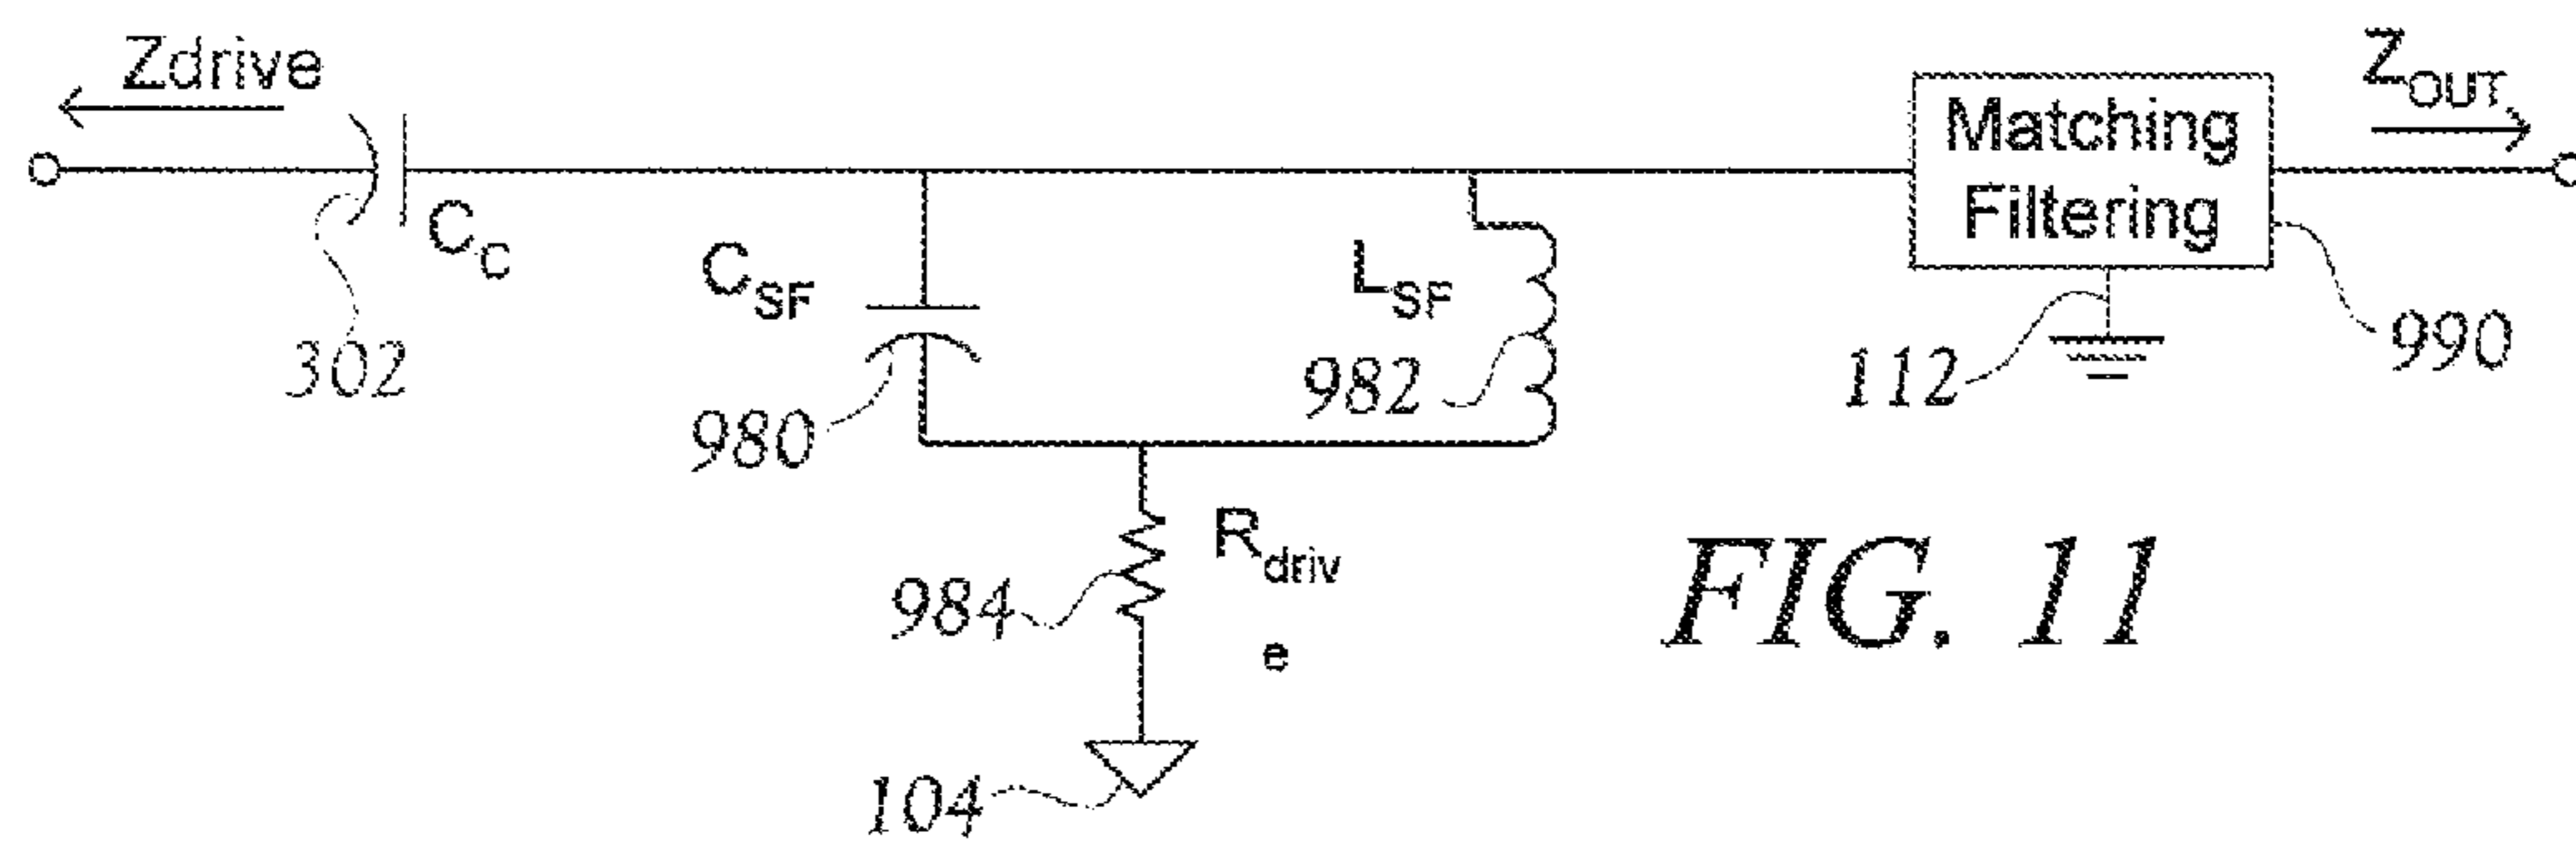 Zdrive
Z_OUT
Matching
Filtering
C_C
C_SF
L_SF
302
980
982
112
990
R_driv
e
984
104
FIG. 11